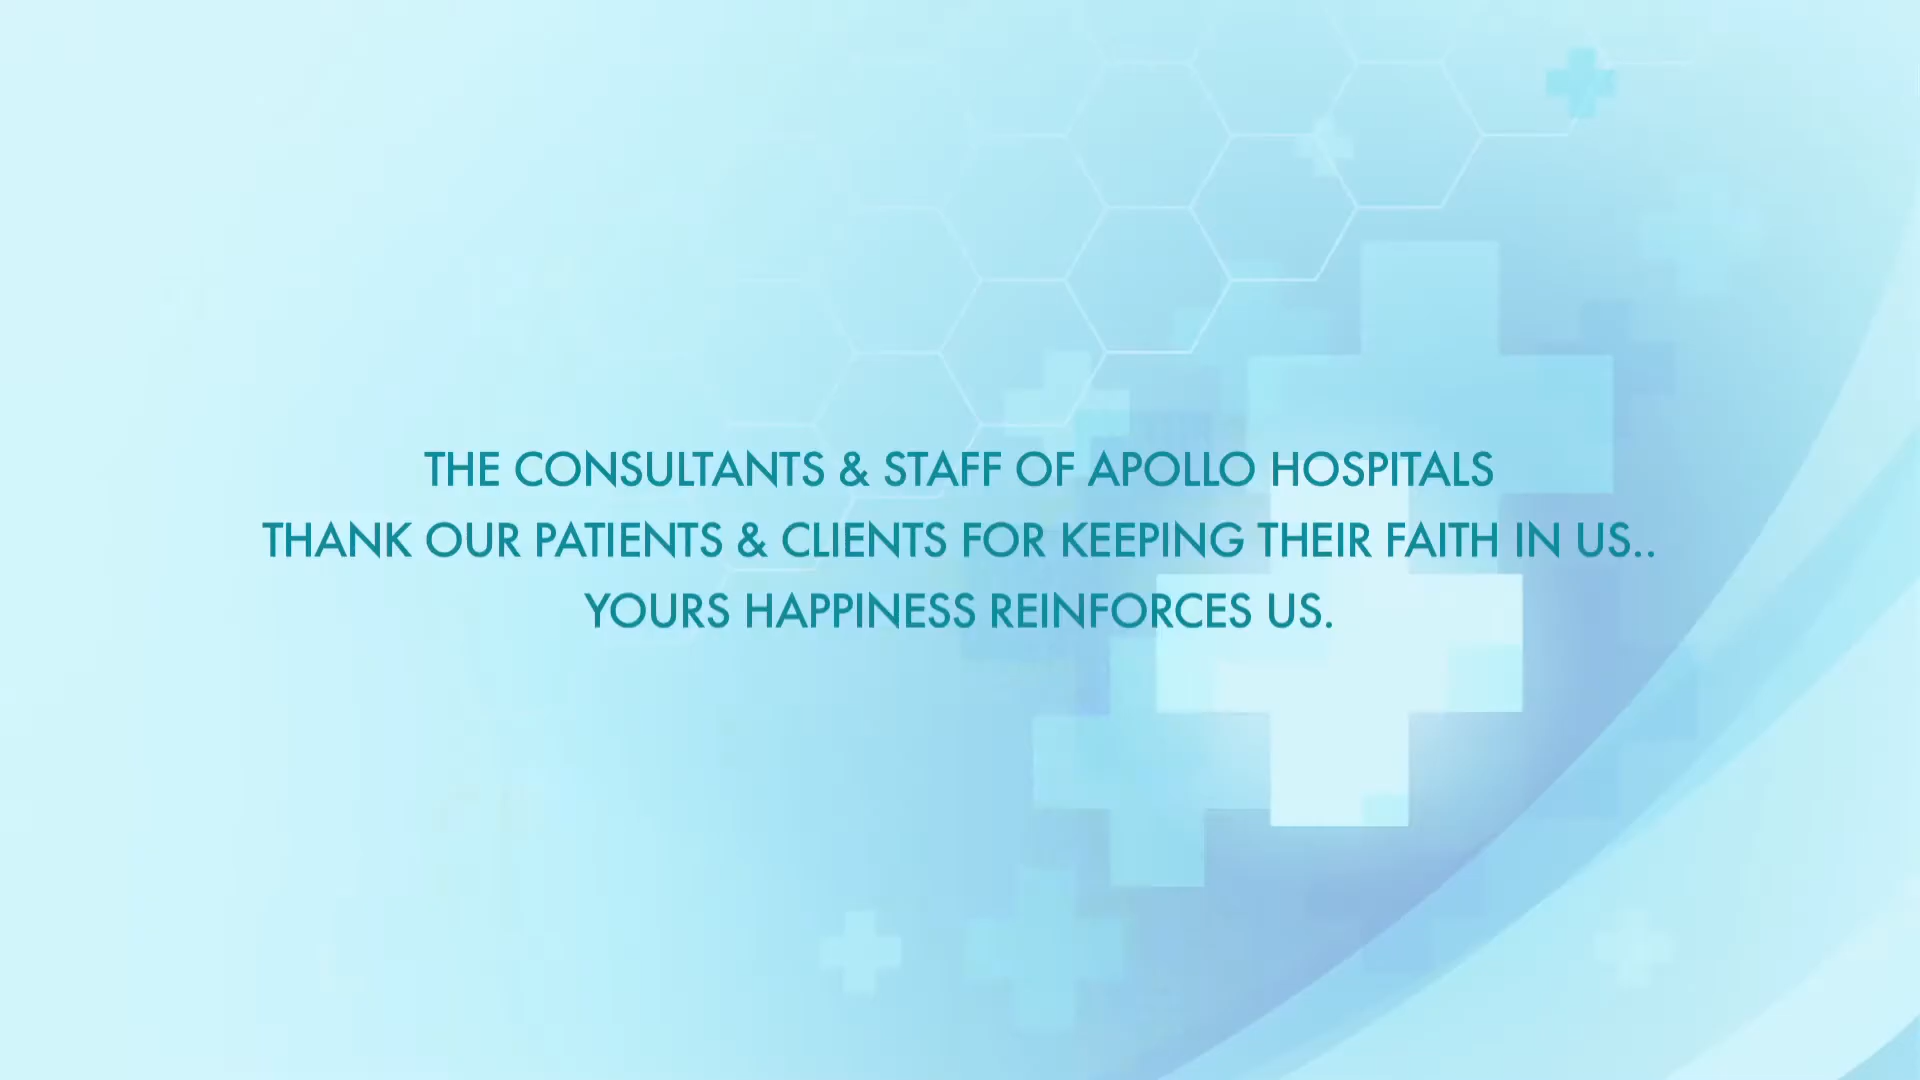 THE CONSULTANTS & STAFF OF APOLLO HOSPITALS
THANK OUR PATIENTS & CLIENTS FOR KEEPING THEIR FAITH IN US..
YOURS HAPPINESS REINFORCES US.